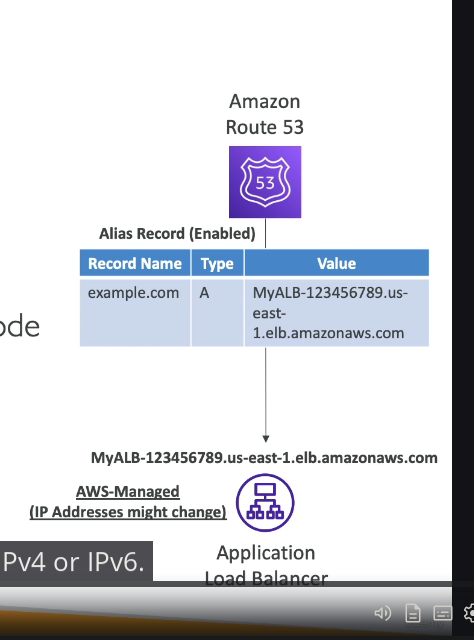 Amazon
Route 53
53
Alias Record (Enabled)
Record Name Type Value
example.com A MyALB-123456789.us-
east-
1.elb.amazonaws.com
ode
MyALB-123456789.us-east-1.elb.amazonaws.com
AWS-Managed
(IP Addresses might change)
Pv4 or IPv6.
Application
Load Balancer